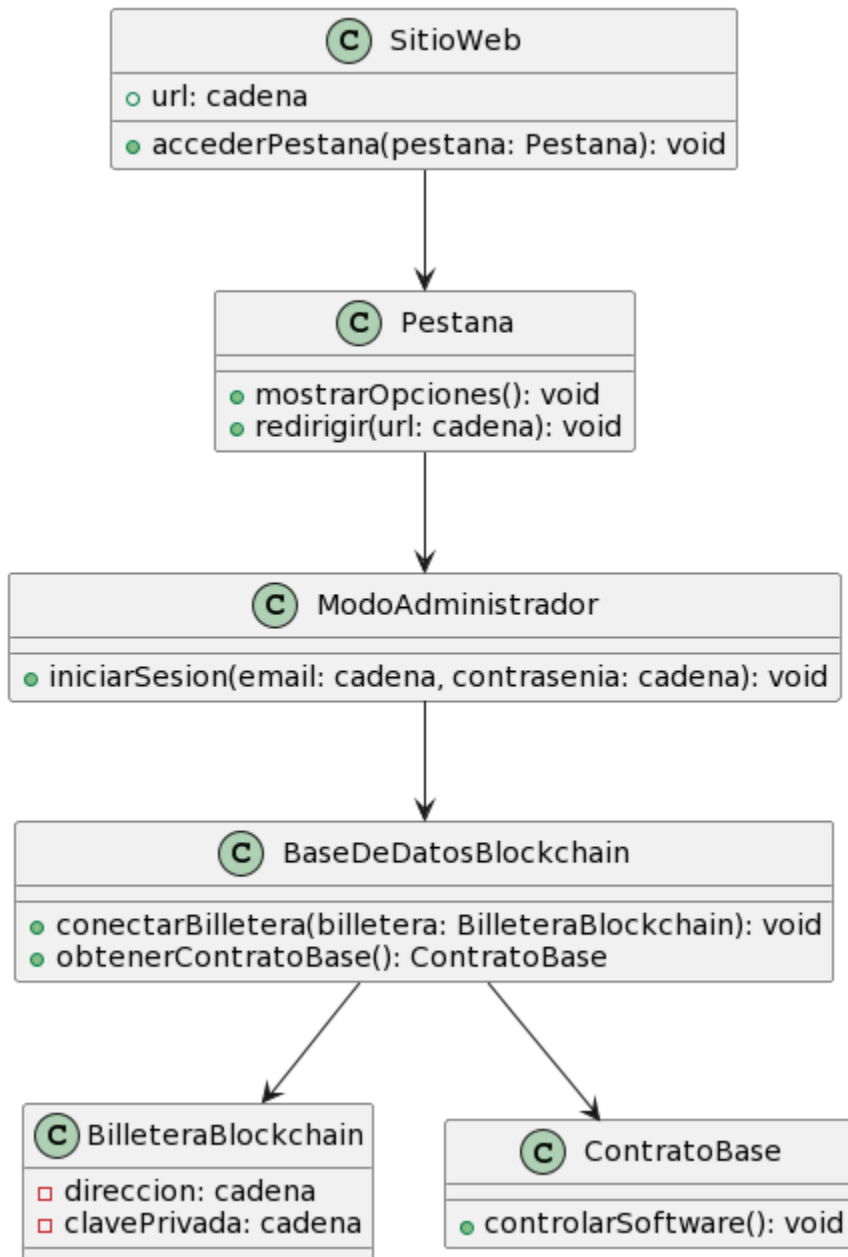 C SitioWeb
url: cadena
accederPestana(pestana: Pestana): void
C Pestana
mostrarOpciones(): void
redirigir(url: cadena): void
C ModoAdministrador
iniciarSesion(email: cadena, contrasenia: cadena): void
C BaseDeDatosBlockchain
conectarBilletera(billetera: BilleteraBlockchain): void
obtenerContratoBase(): ContratoBase
C BilleteraBlockchain
direccion: cadena
clavePrivada: cadena
C ContratoBase
controlarSoftware(): void